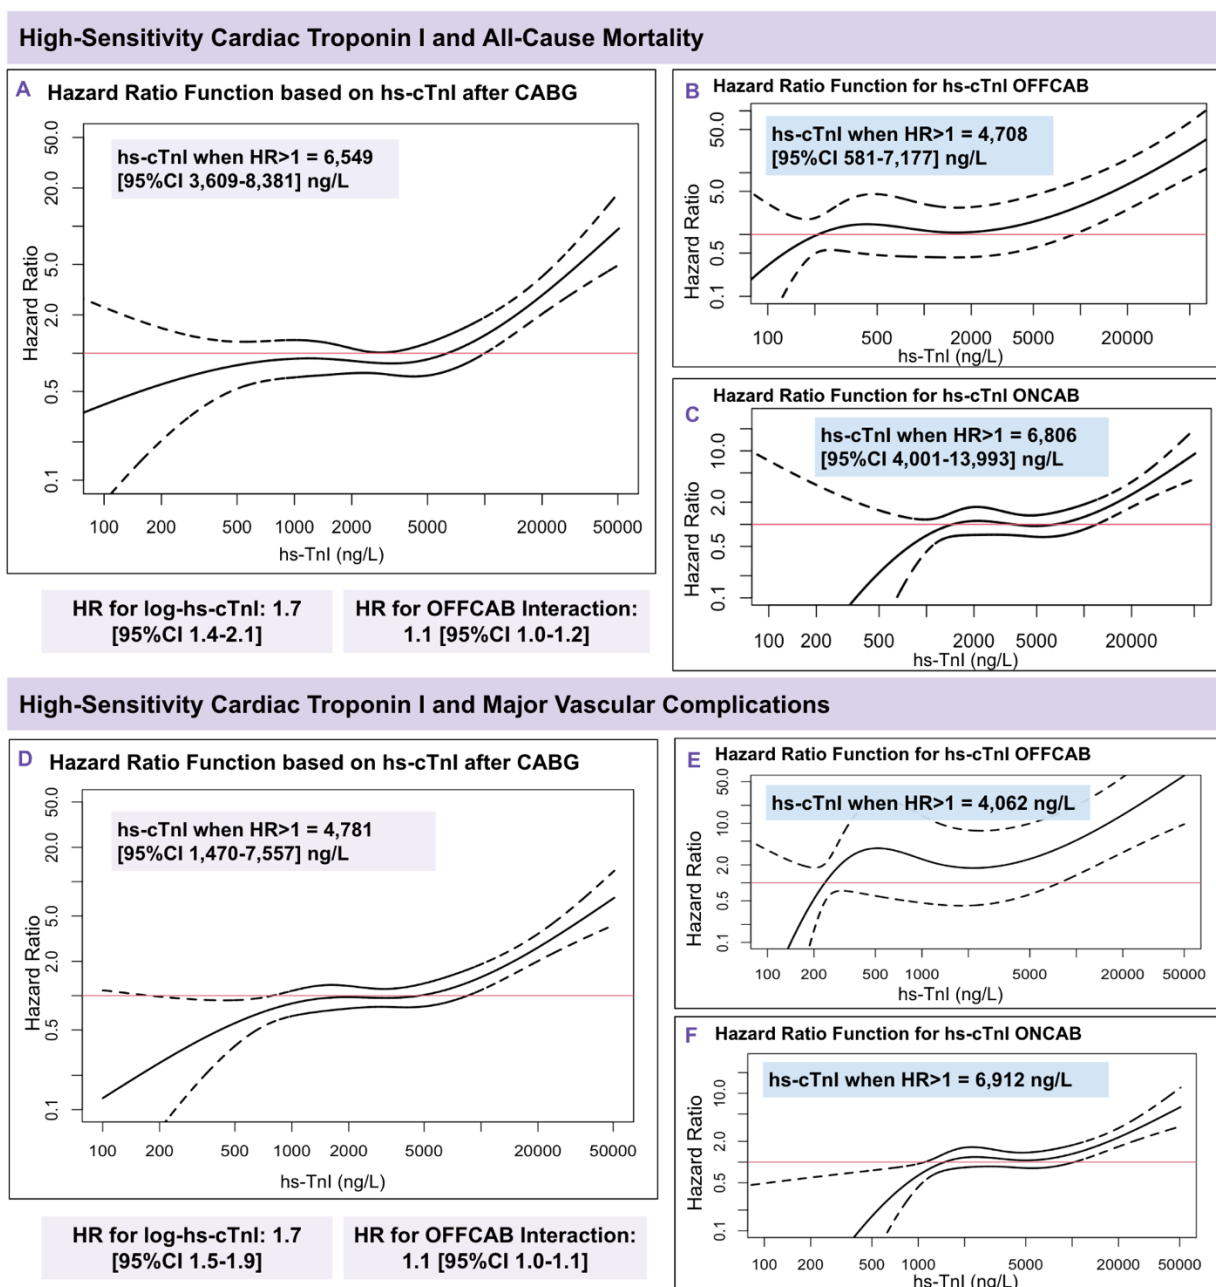 High-Sensitivity Cardiac Troponin I and All-Cause Mortality
A Hazard Ratio Function based on hs-cTnI after CABG
hs-cTnI when HR>1 = 6,549
[95%CI 3,609-8,381] ng/L
Hazard Ratio
50.0
20.0
5.0
2.0
0.5
0.1
100 200 500 1000 2000 5000 20000 50000
hs-TnI (ng/L)
HR for log-hs-cTnI: 1.7
[95%CI 1.4-2.1]
HR for OFFCAB Interaction:
1.1 [95%CI 1.0-1.2]
B Hazard Ratio Function for hs-cTnI OFFCAB
hs-cTnI when HR>1 = 4,708
[95%CI 581-7,177] ng/L
Hazard Ratio
50.0
5.0
0.5
0.1
100 500 2000 20000
hs-TnI (ng/L)
C Hazard Ratio Function for hs-cTnI ONCAB
hs-cTnI when HR>1 = 6,806
[95%CI 4,001-13,993] ng/L
Hazard Ratio
10.0
2.0
0.5
0.1
100 200 500 2000 5000 20000
hs-TnI (ng/L)
High-Sensitivity Cardiac Troponin I and Major Vascular Complications
D Hazard Ratio Function based on hs-cTnI after CABG
hs-cTnI when HR>1 = 4,781
[95%CI 1,470-7,557] ng/L
Hazard Ratio
50.0
20.0
5.0
2.0
0.5
0.1
100 200 500 1000 2000 5000 20000 50000
hs-TnI (ng/L)
HR for log-hs-cTnI: 1.7
[95%CI 1.5-1.9]
HR for OFFCAB Interaction:
1.1 [95%CI 1.0-1.1]
E Hazard Ratio Function for hs-cTnI OFFCAB
hs-cTnI when HR>1 = 4,062 ng/L
Hazard Ratio
50.0
10.0
2.0
0.5
0.1
100 200 500 1000 5000 20000 50000
hs-TnI (ng/L)
F Hazard Ratio Function for hs-cTnI ONCAB
hs-cTnI when HR>1 = 6,912 ng/L
Hazard Ratio
10.0
2.0
0.5
0.1
100 200 500 1000 5000 20000 50000
hs-TnI (ng/L)